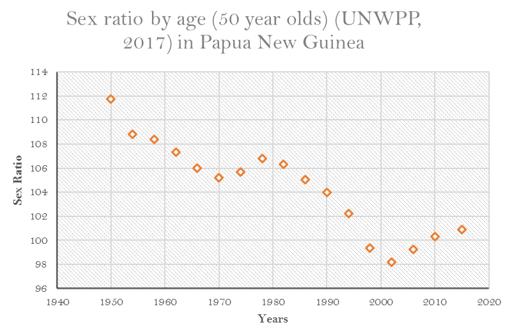 Sex ratio by age (50 year olds) (UNWPP,
2017) in Papua New Guinea
114
112
110
108
106
104
102
100
98
96
Sex Ratio
1940 1950 1960 1970 1980 1990 2000 2010 2020
Years